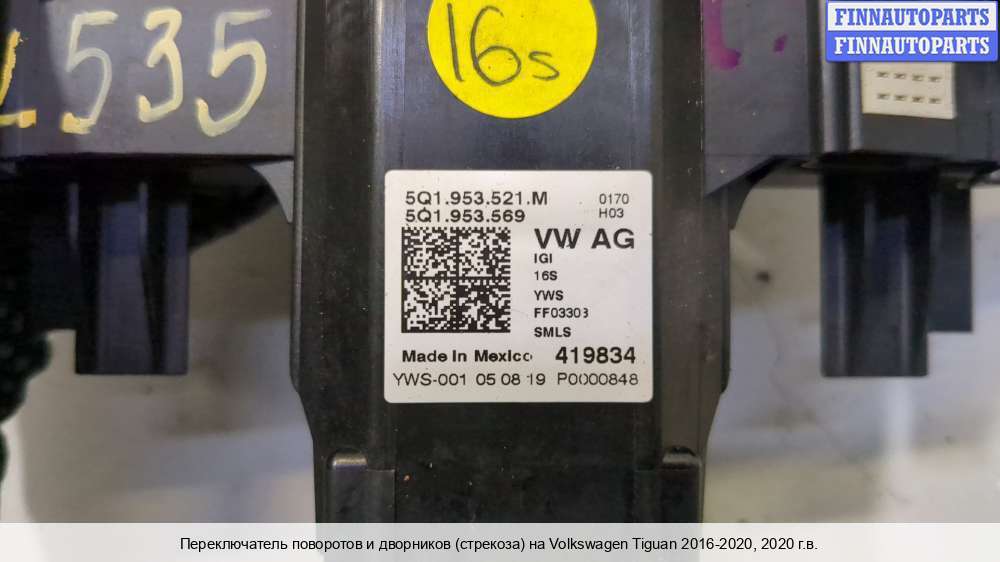 FINNAUTOPARTS
FINNAUTOPARTS
535
16s
5Q1.953.521.M 0170
5Q1.953.569 H03
VW AG
IGI
16S
YWS
FF03303
SMLS
Made In Mexico 419834
YWS-001 05 08 19 P0000848
Переключатель поворотов и дворников (стрекоза) на Volkswagen Tiguan 2016-2020, 2020 г.в.